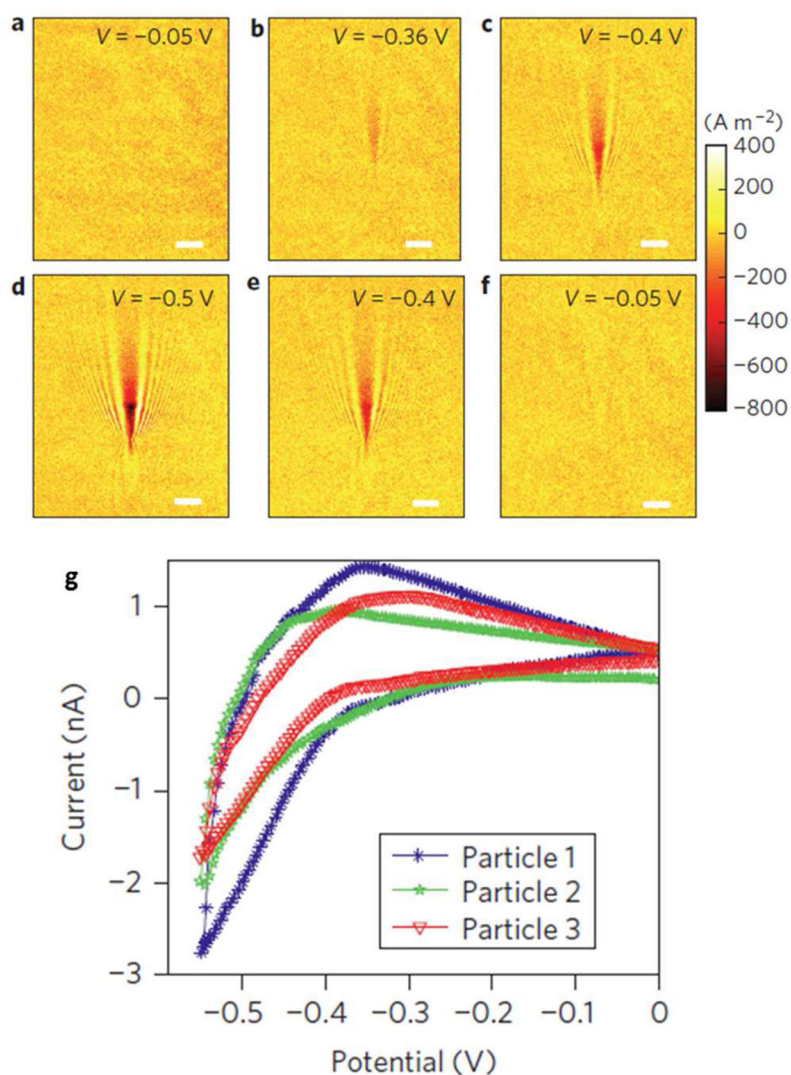 a V = −0.05 V
b V = −0.36 V
c V = −0.4 V
(A m⁻²)
400
200
0
−200
−400
−600
−800
d V = −0.5 V
e V = −0.4 V
f V = −0.05 V
g
1
0
−1
−2
−3
Current (nA)
Particle 1
Particle 2
Particle 3
−0.5 −0.4 −0.3 −0.2 −0.1 0
Potential (V)